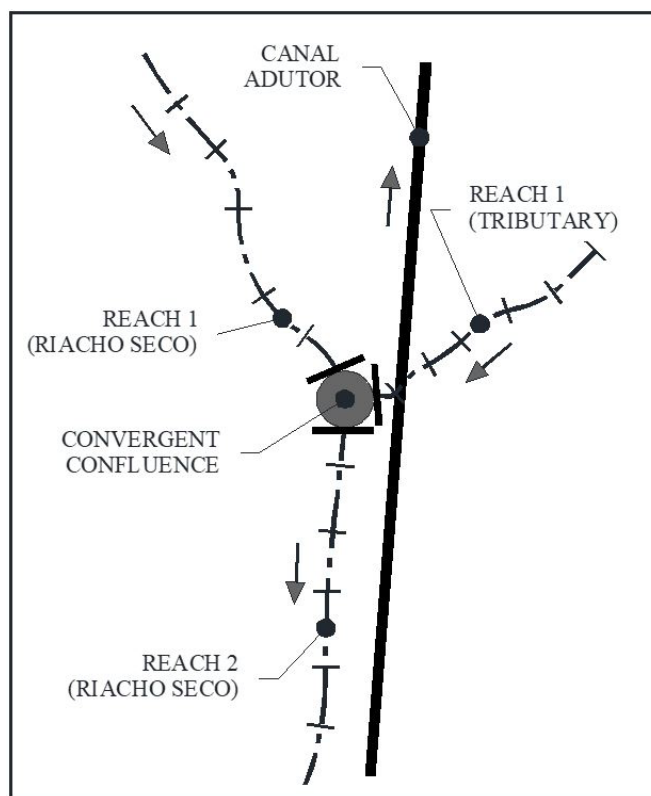 CANAL
ADUTOR
REACH 1
(TRIBUTARY)
REACH 1
(RIACHO SECO)
CONVERGENT
CONFLUENCE
REACH 2
(RIACHO SECO)